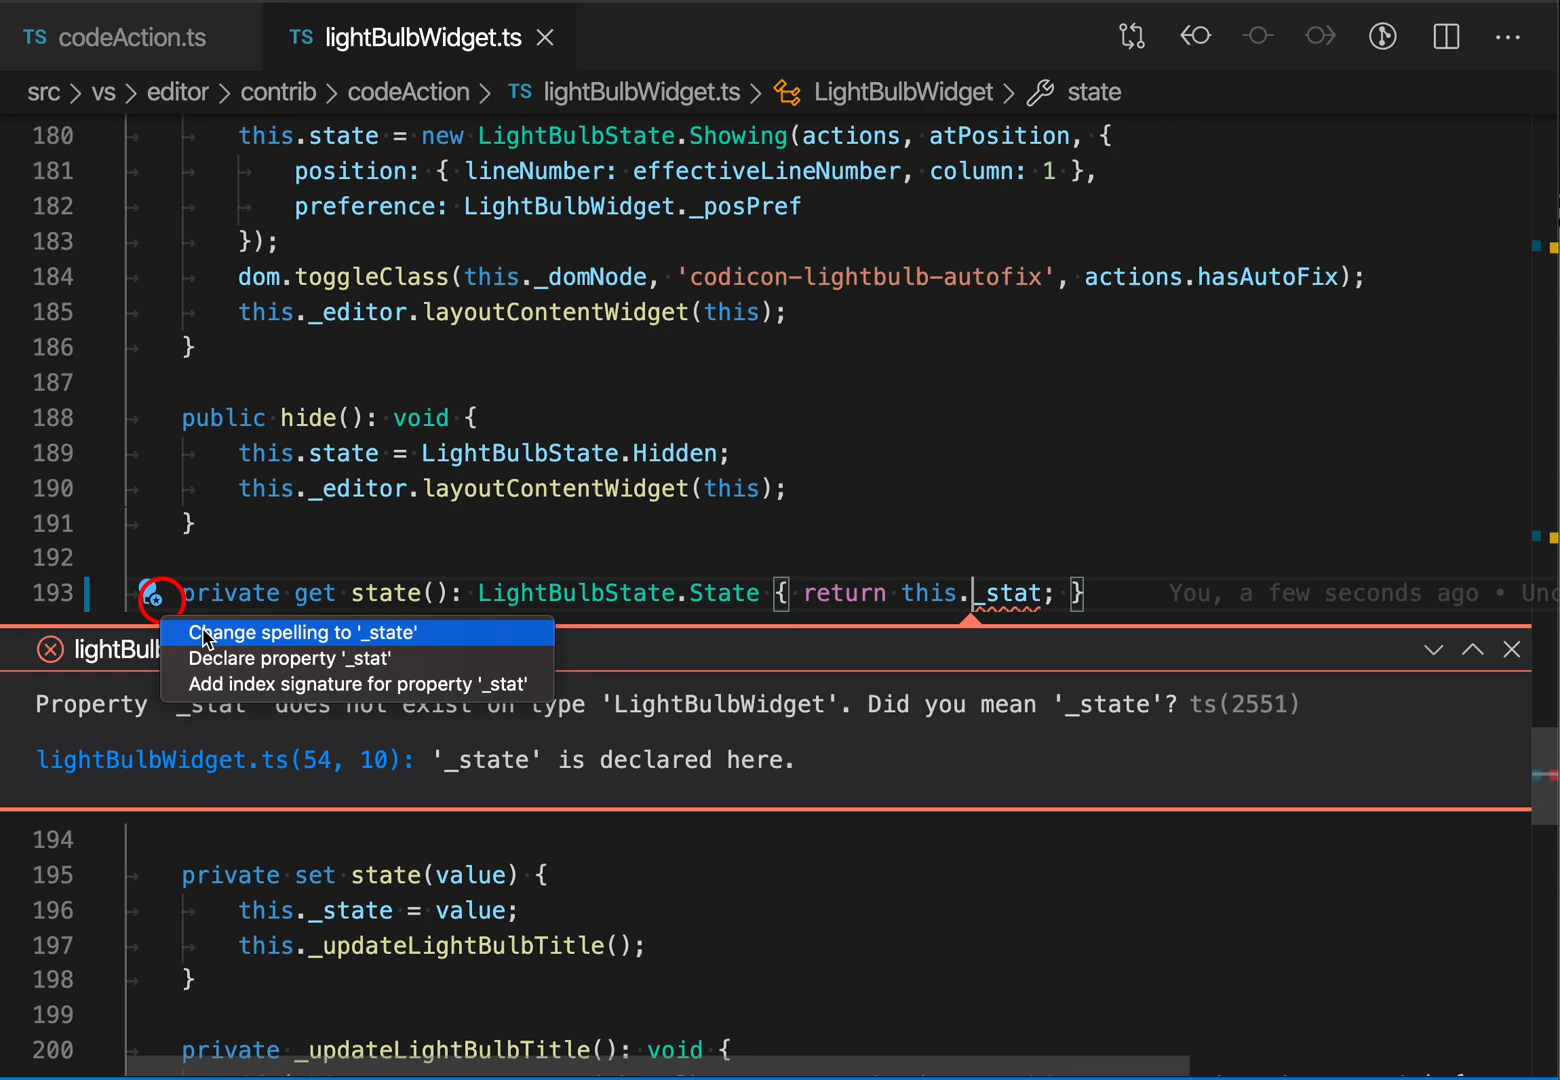 TS codeAction.ts
TS lightBulbWidget.ts
src > vs > editor > contrib > codeAction > TS lightBulbWidget.ts > LightBulbWidget > state
180 this.state = new LightBulbState.Showing(actions, atPosition, {
181 position: { lineNumber: effectiveLineNumber, column: 1 },
182 preference: LightBulbWidget._posPref
183 });
184 dom.toggleClass(this._domNode, 'codicon-lightbulb-autofix', actions.hasAutoFix);
185 this._editor.layoutContentWidget(this);
186 }
187
188 public hide(): void {
189 this.state = LightBulbState.Hidden;
190 this._editor.layoutContentWidget(this);
191 }
192
193 private get state(): LightBulbState.State { return this._stat; } You, a few seconds ago • Unc
Change spelling to '_state'
Declare property '_stat'
Add index signature for property '_stat'
lightBul
Property '_stat' does not exist on type 'LightBulbWidget'. Did you mean '_state'? ts(2551)
lightBulbWidget.ts(54, 10): '_state' is declared here.
194
195 private set state(value) {
196 this._state = value;
197 this._updateLightBulbTitle();
198 }
199
200 private _updateLightBulbTitle(): void {